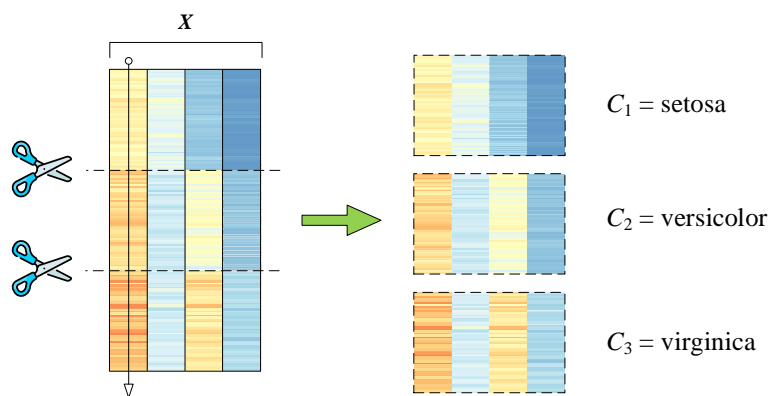 X
C₁ = setosa
C₂ = versicolor
C₃ = virginica